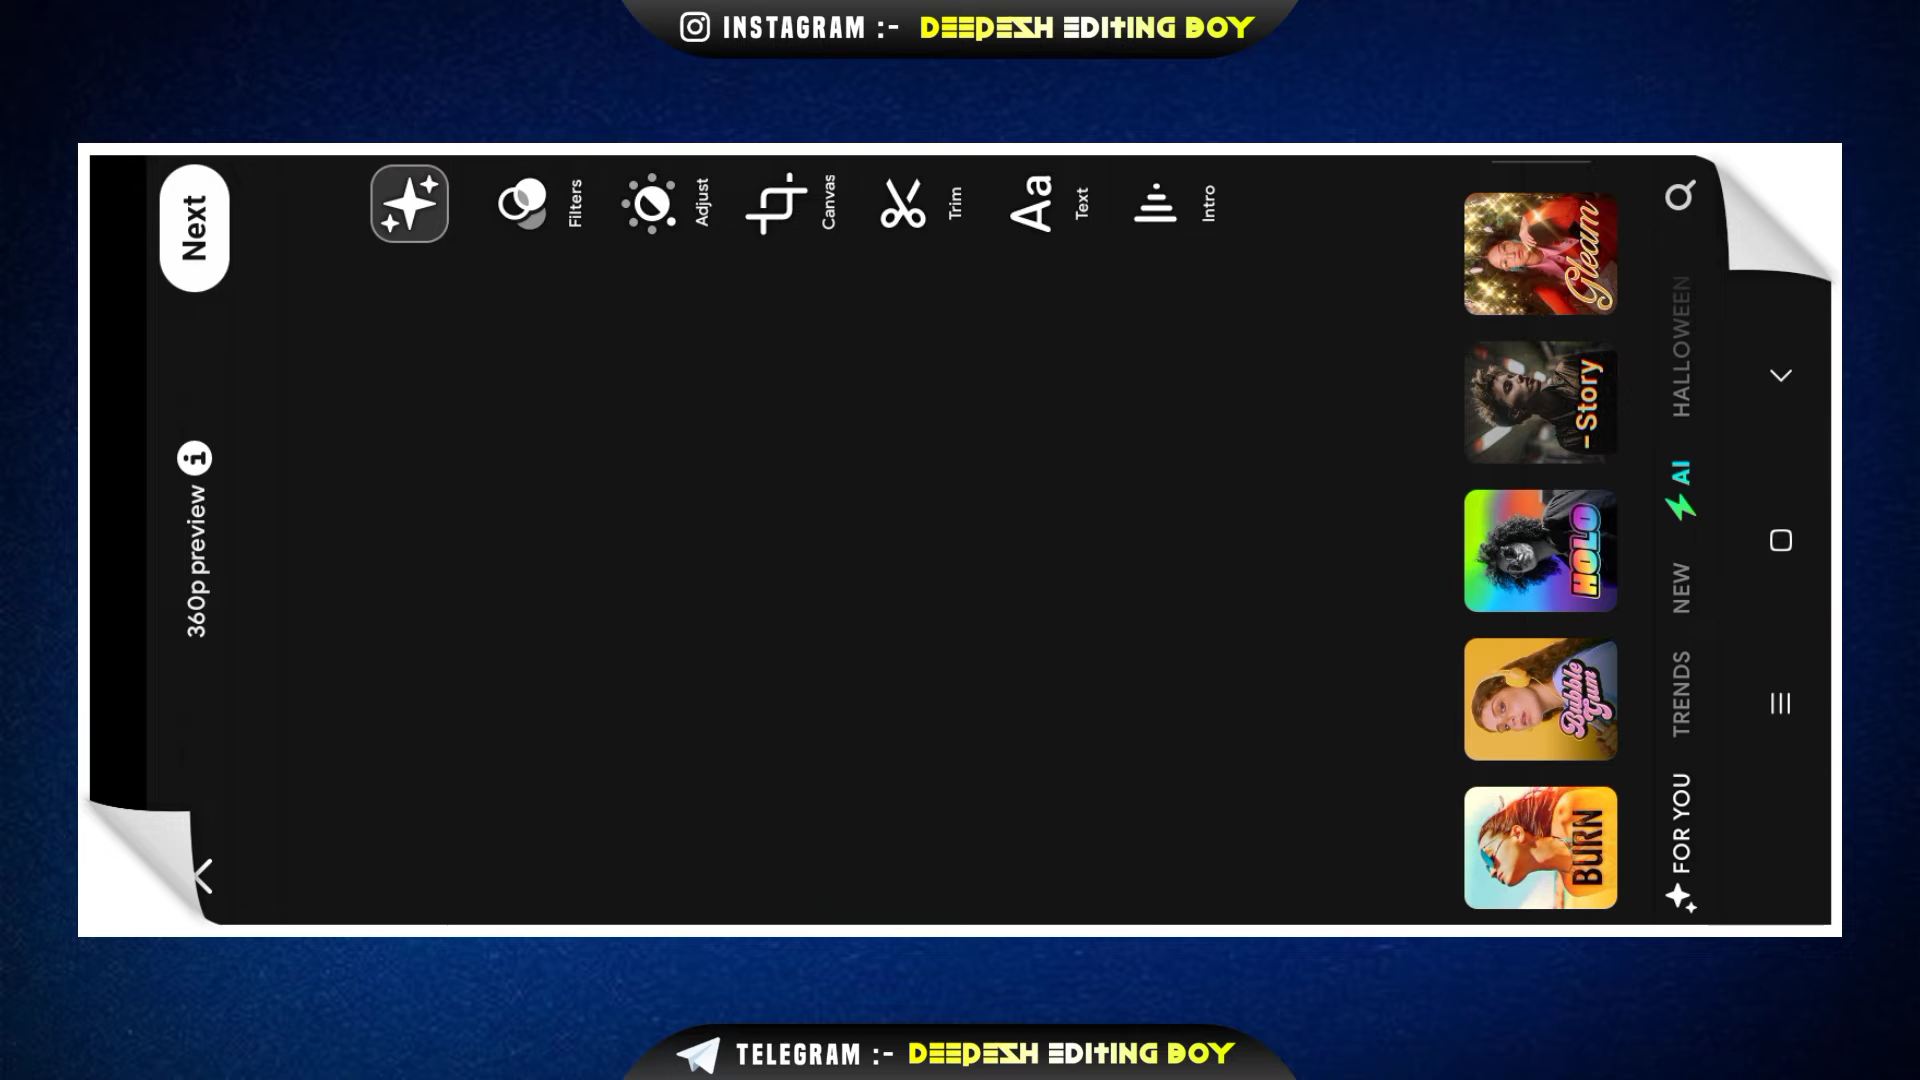 INSTAGRAM :- DEEPESH EDITING BOY
Next
360p preview
Filters
Adjust
Canvas
Trim
Aa
Text
Intro
BURN
Bubble
Gum
HOLO
– Story
Gleam
FOR YOU
TRENDS
NEW
AI
HALLOWEEN
TELEGRAM :- DEEPESH EDITING BOY